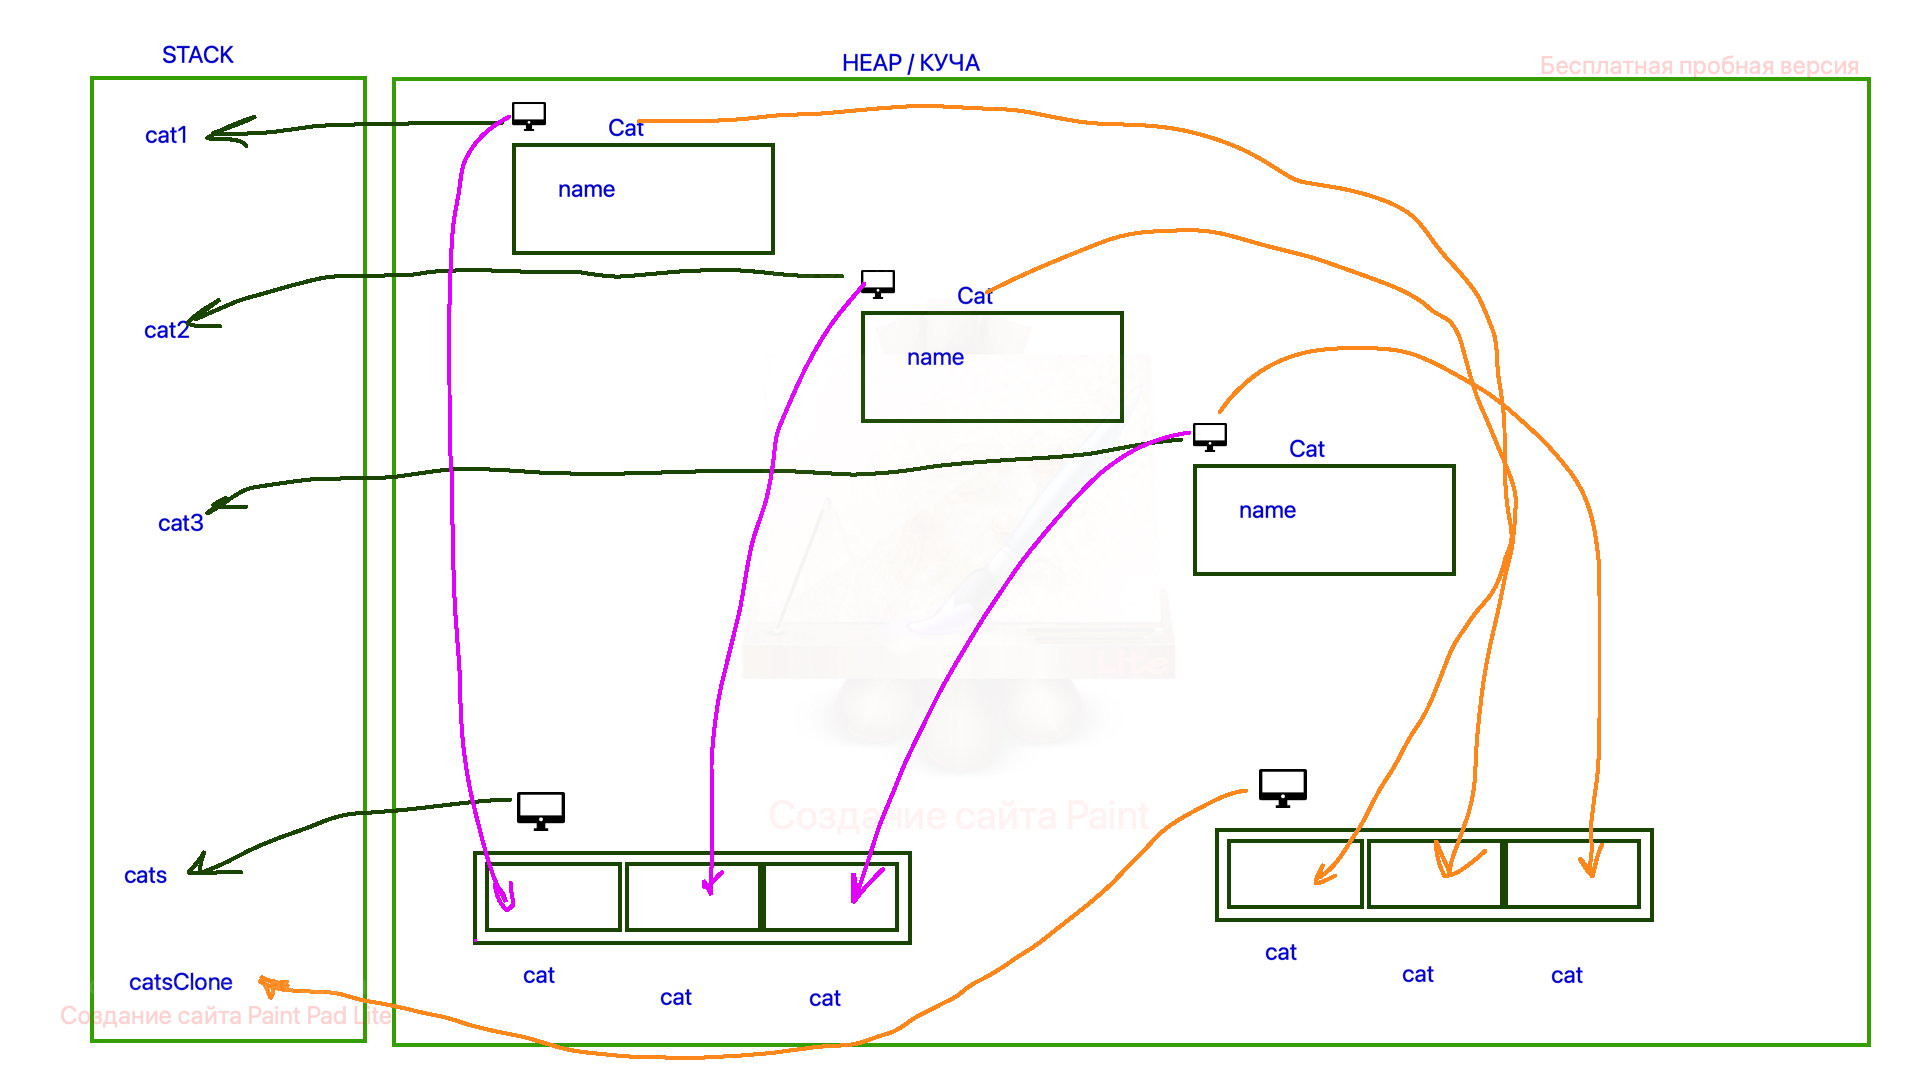 STACK
HEAP / КУЧА
Бесплатная пробная версия
cat1
Cat
name
cat2
Cat
name
cat3
Cat
name
Создание сайта Paint
cats
cat
cat
cat
cat
cat
cat
catsClone
Создание сайта Paint Pad Lite